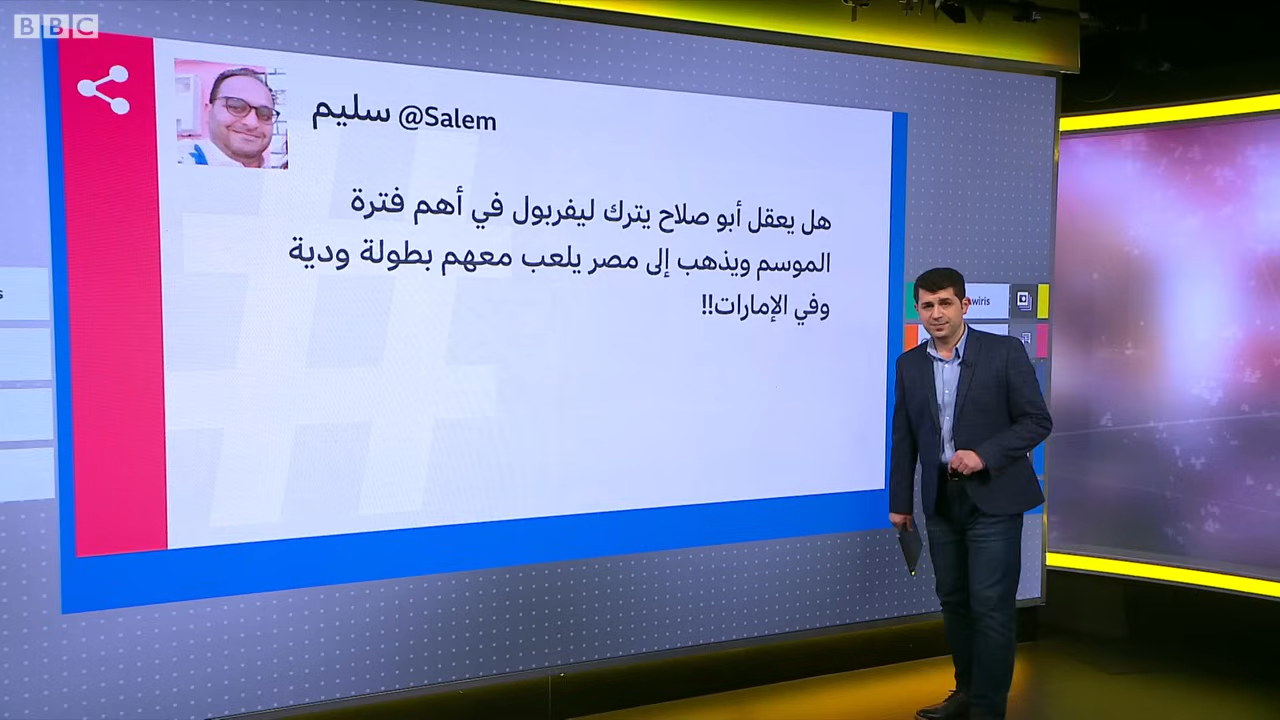 BBC
سليم @Salem
هل يعقل أبو صلاح يترك ليفربول في أهم فترة
الموسم ويذهب إلى مصر يلعب معهم بطولة ودية
وفي الإمارات!!
wiris